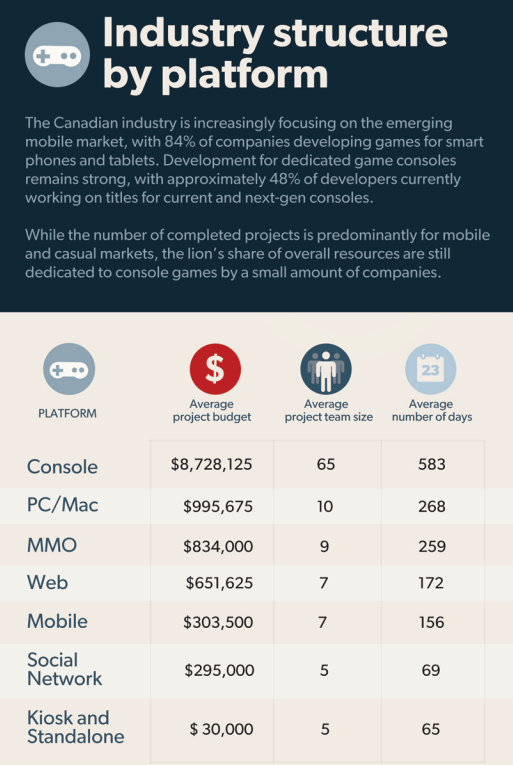 Industry structure
by platform
The Canadian industry is increasingly focusing on the emerging
mobile market, with 84% of companies developing games for smart
phones and tablets. Development for dedicated game consoles
remains strong, with approximately 48% of developers currently
working on titles for current and next-gen consoles.
While the number of completed projects is predominantly for mobile
and casual markets, the lion's share of overall resources are still
dedicated to console games by a small amount of companies.
$
23
PLATFORM
Average
project budget
Average
project team size
Average
number of days
Console $8,728,125 65 583
PC/Mac $995,675 10 268
MMO $834,000 9 259
Web $651,625 7 172
Mobile $303,500 7 156
Social
Network $295,000 5 69
Kiosk and
Standalone $ 30,000 5 65